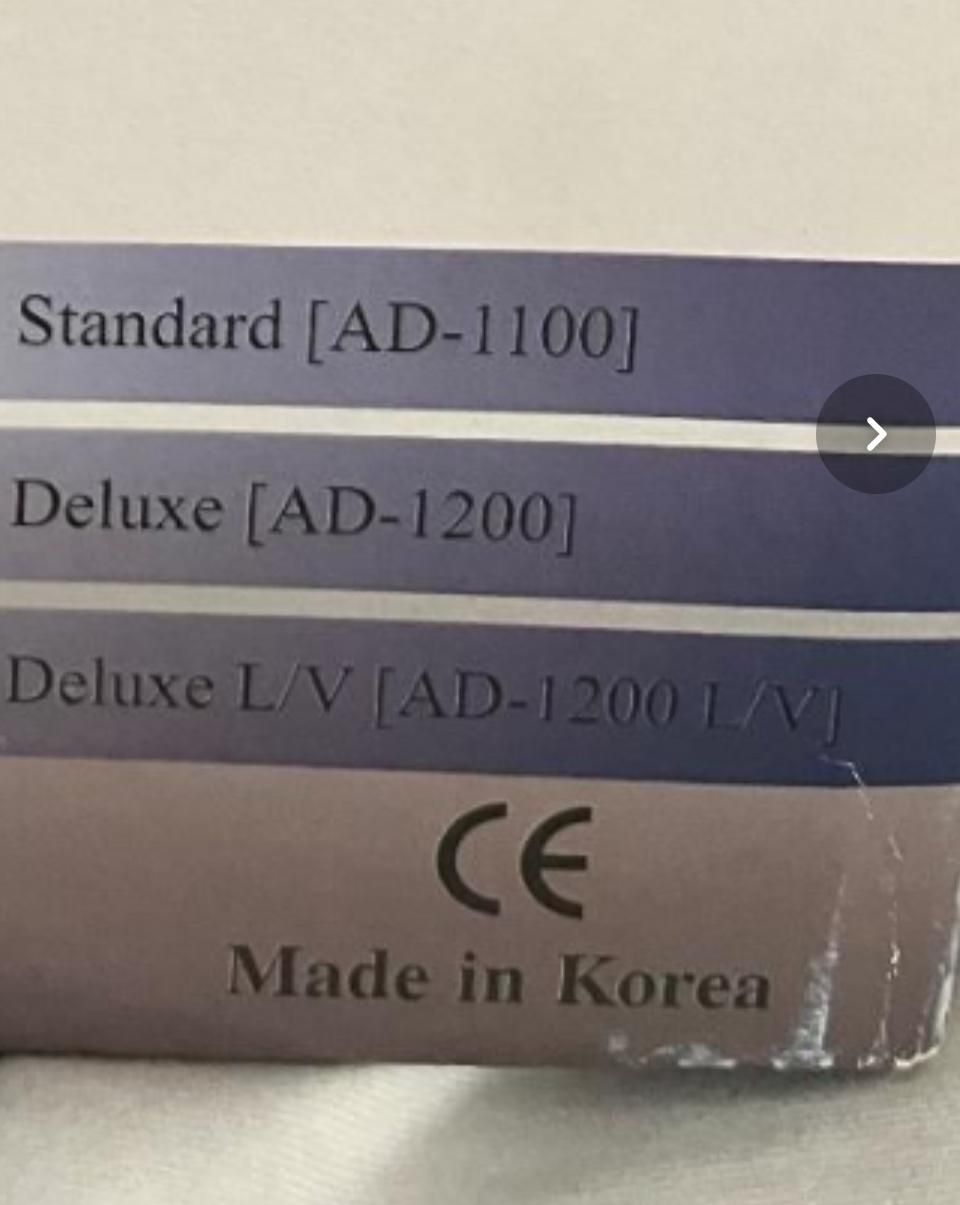 Standard [AD-1100]
Deluxe [AD-1200]
Deluxe L/V [AD-1200 L/V]
CE
Made in Korea